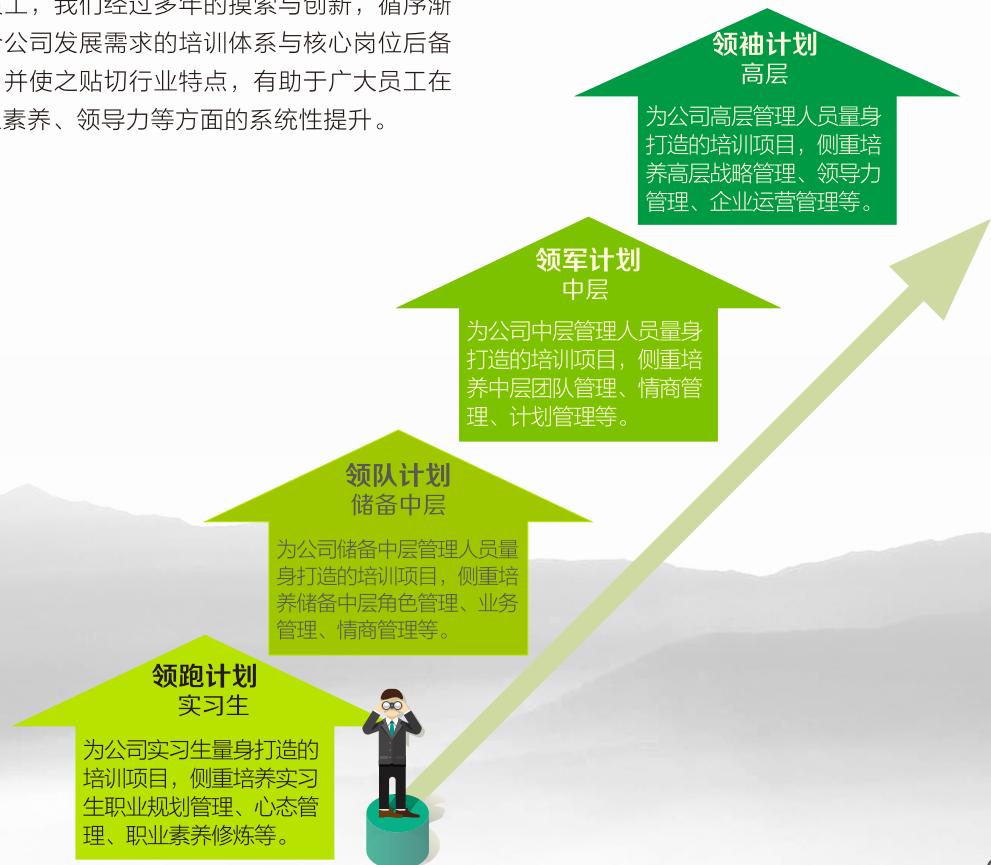 员工，我们经过多年的摸索与创新，循序渐
公司发展需求的培训体系与核心岗位后备
并使之贴切行业特点，有助于广大员工在
素养、领导力等方面的系统性提升。
领袖计划
高层
为公司高层管理人员量身
打造的培训项目，侧重培
养高层战略管理、领导力
管理、企业运营管理等。
领军计划
中层
为公司中层管理人员量身
打造的培训项目，侧重培
养中层团队管理、情商管
理、计划管理等。
领队计划
储备中层
为公司储备中层管理人员量
身打造的培训项目，侧重培
养储备中层角色管理、业务
管理、情商管理等。
领跑计划
实习生
为公司实习生量身打造的
培训项目，侧重培养实习
生职业规划管理、心态管
理、职业素养修炼等。